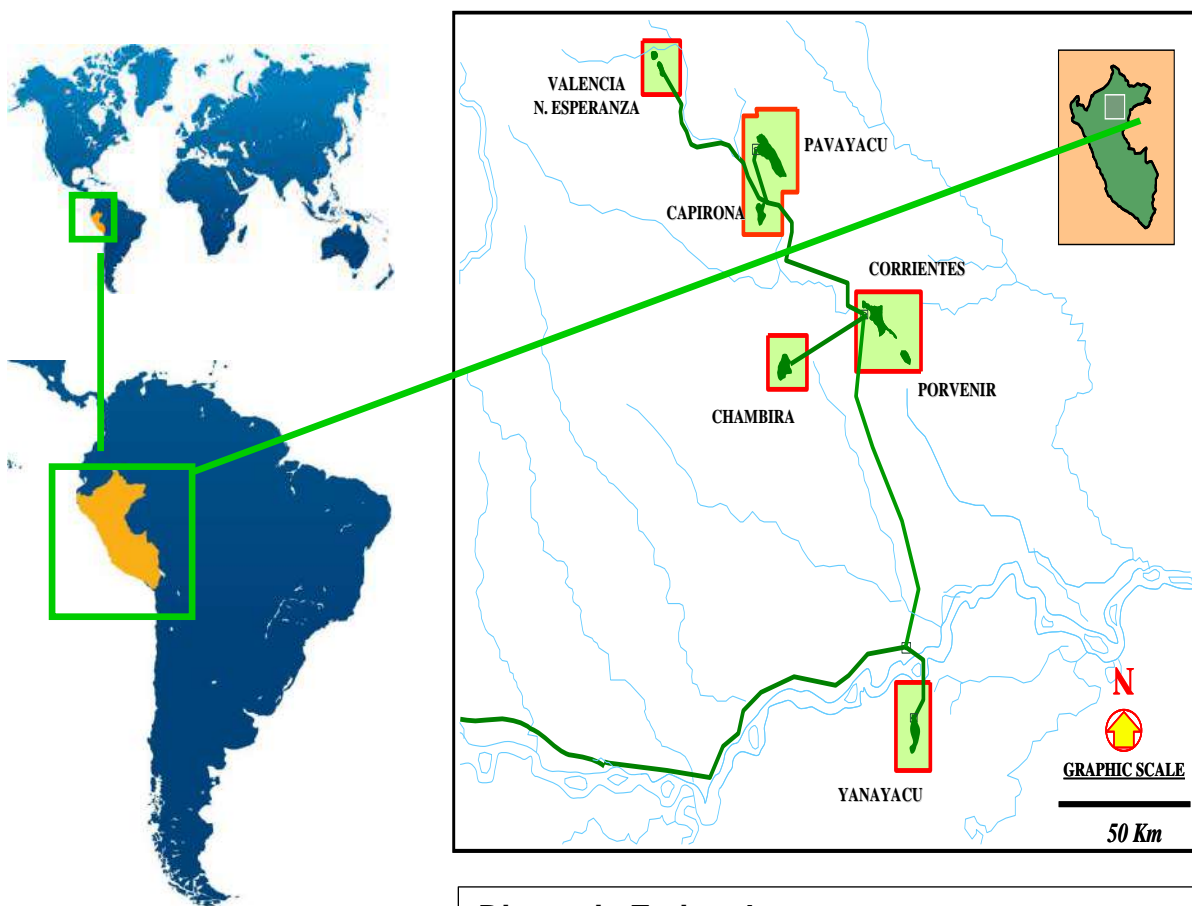 VALENCIA
N. ESPERANZA
PAVAYACU
CAPIRONA
CORRIENTES
PORVENIR
CHAMBIRA
YANAYACU
N
GRAPHIC SCALE
50 Km